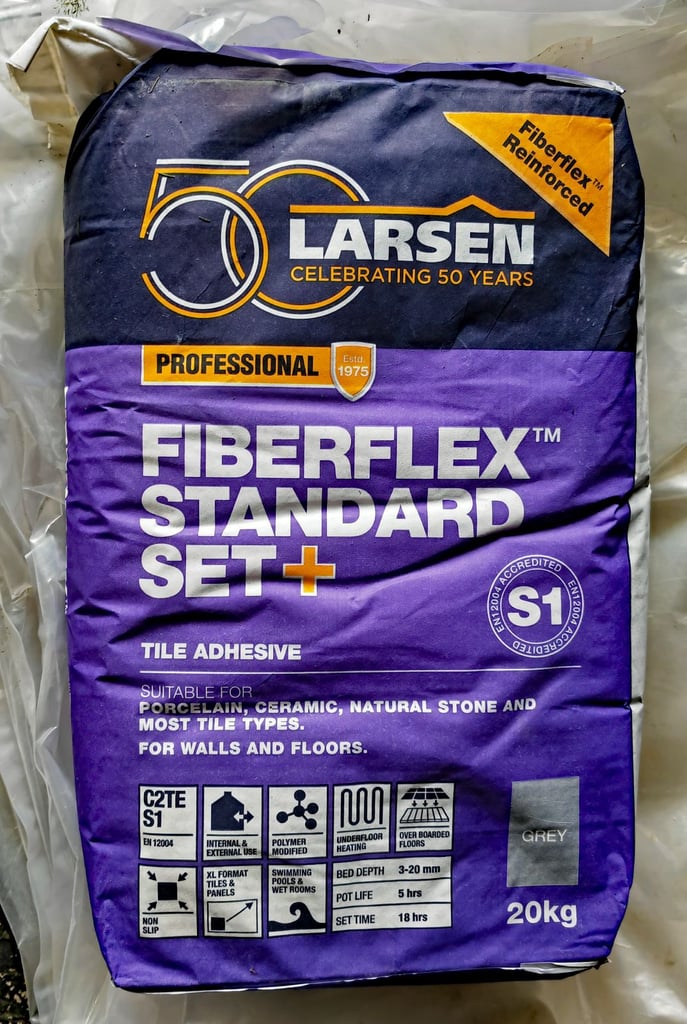 Fiberflex™
Reinforced
50
LARSEN
CELEBRATING 50 YEARS
PROFESSIONAL
Estd.
1975
FIBERFLEX™
STANDARD
SET+
EN12004 ACCREDITED
EN12004 ACCREDITED
S1
TILE ADHESIVE
SUITABLE FOR
PORCELAIN, CERAMIC, NATURAL STONE AND
MOST TILE TYPES.
FOR WALLS AND FLOORS.
C2TE
S1
EN 12004
INTERNAL &
EXTERNAL USE
POLYMER
MODIFIED
UNDERFLOOR
HEATING
OVER BOARDED
FLOORS
NON
SLIP
XL FORMAT
TILES &
PANELS
SWIMMING
POOLS &
WET ROOMS
BED DEPTH 3-20 mm
POT LIFE 5 hrs
SET TIME 18 hrs
GREY
20kg